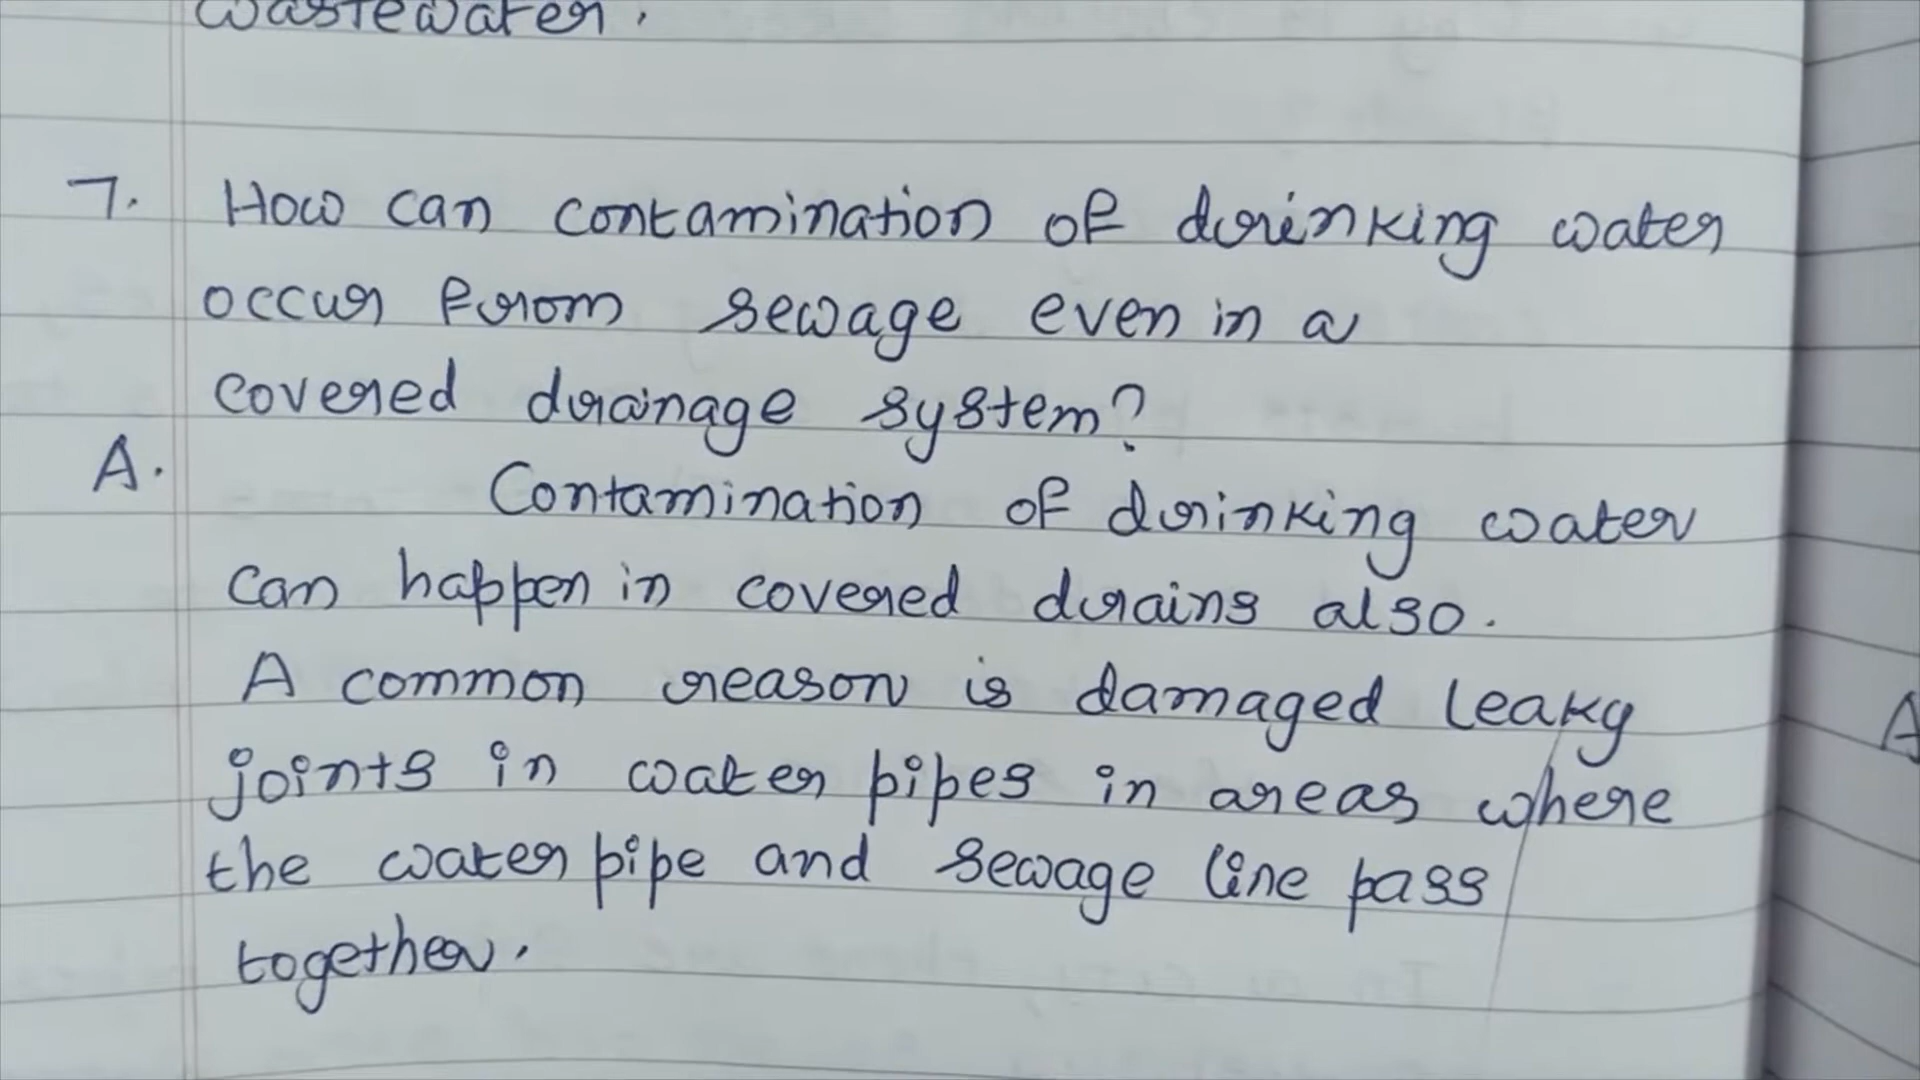 wastewater.
7. How can contamination of drinking water
occur from sewage even in a
covered drainage system?
A.
Contamination of drinking water
can happen in covered drains also.
A common reason is damaged leaky
joints in water pipes in areas where
the water pipe and sewage line pass
together.
A